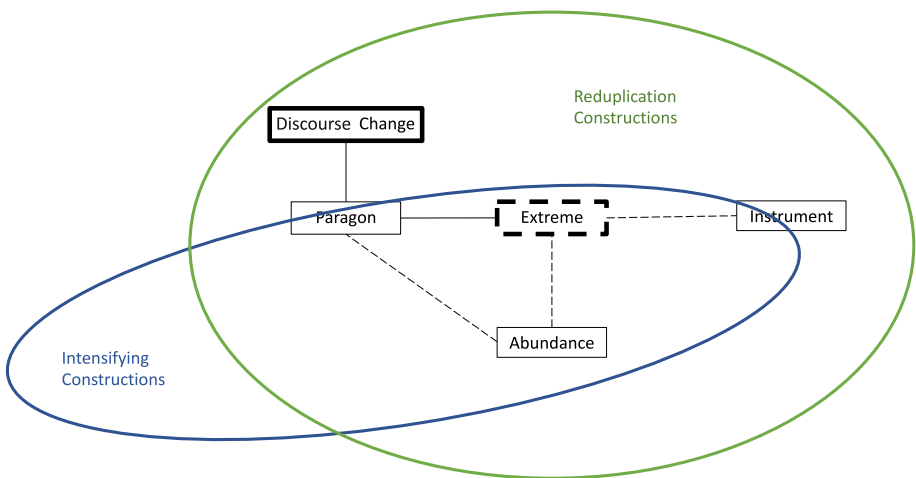 Reduplication
Constructions
Discourse Change
Paragon
Extreme
Instrument
Abundance
Intensifying
Constructions